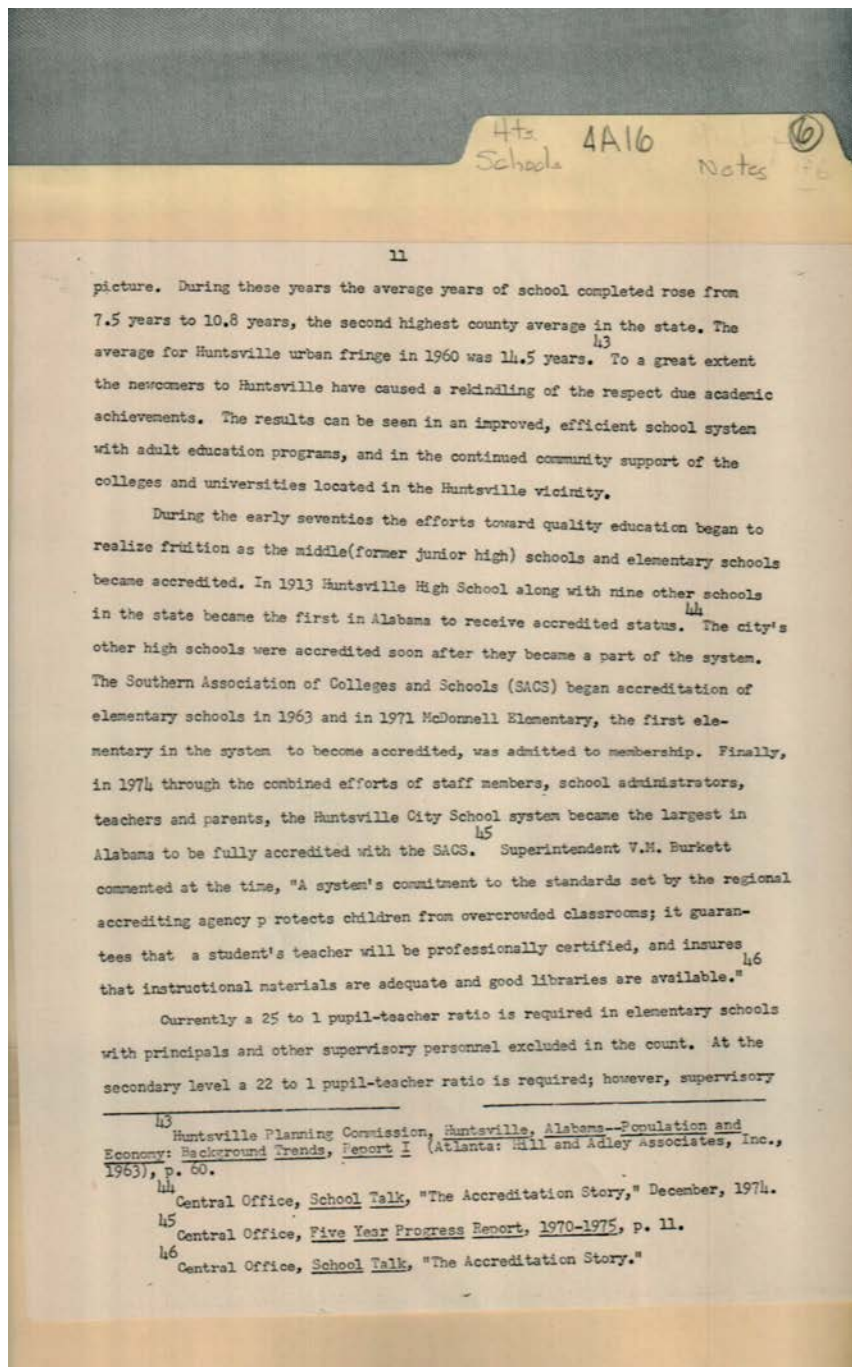 Hts Schools 4A16 Notes 6
11
picture. During these years the average years of school completed rose from
7.5 years to 10.8 years, the second highest county average in the state. The
average for Huntsville urban fringe in 1960 was 14.5 years.43 To a great extent
the newcomers to Huntsville have caused a rekindling of the respect due academic
achievements. The results can be seen in an improved, efficient school system
with adult education programs, and in the continued community support of the
colleges and universities located in the Huntsville vicinity.
During the early seventies the efforts toward quality education began to
realize fruition as the middle(former junior high) schools and elementary schools
became accredited. In 1913 Huntsville High School along with nine other schools
in the state became the first in Alabama to receive accredited status.44 The city's
other high schools were accredited soon after they became a part of the system.
The Southern Association of Colleges and Schools (SACS) began accreditation of
elementary schools in 1963 and in 1971 McDonnell Elementary, the first ele-
mentary in the system to become accredited, was admitted to membership. Finally,
in 1974 through the combined efforts of staff members, school administrators,
teachers and parents, the Huntsville City School system became the largest in
Alabama to be fully accredited with the SACS.45 Superintendent V.M. Burkett
commented at the time, "A system's commitment to the standards set by the regional
accrediting agency p rotects children from overcrowded classrooms; it guaran-
tees that a student's teacher will be professionally certified, and insures
that instructional materials are adequate and good libraries are available."46
Currently a 25 to 1 pupil-teacher ratio is required in elementary schools
with principals and other supervisory personnel excluded in the count. At the
secondary level a 22 to 1 pupil-teacher ratio is required; however, supervisory
43 Huntsville Planning Commission, Huntsville, Alabama--Population and
Economy: Background Trends, Report I (Atlanta: Hill and Adley Associates, Inc.,
1963), p. 60.
44 Central Office, School Talk, "The Accreditation Story," December, 1974.
45 Central Office, Five Year Progress Report, 1970-1975, p. 11.
46 Central Office, School Talk, "The Accreditation Story."